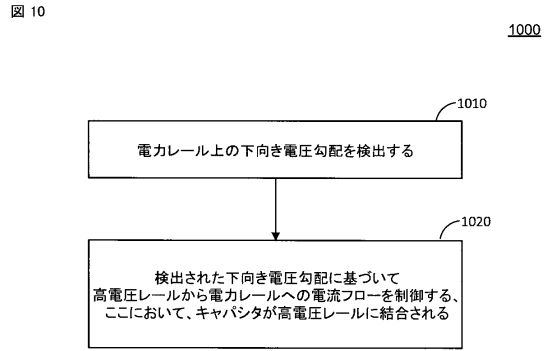 図 10
1000
1010
電力レール上の下向き電圧勾配を検出する
1020
検出された下向き電圧勾配に基づいて
高電圧レールから電力レールへの電流フローを制御する、
ここにおいて、キャパシタが高電圧レールに結合される